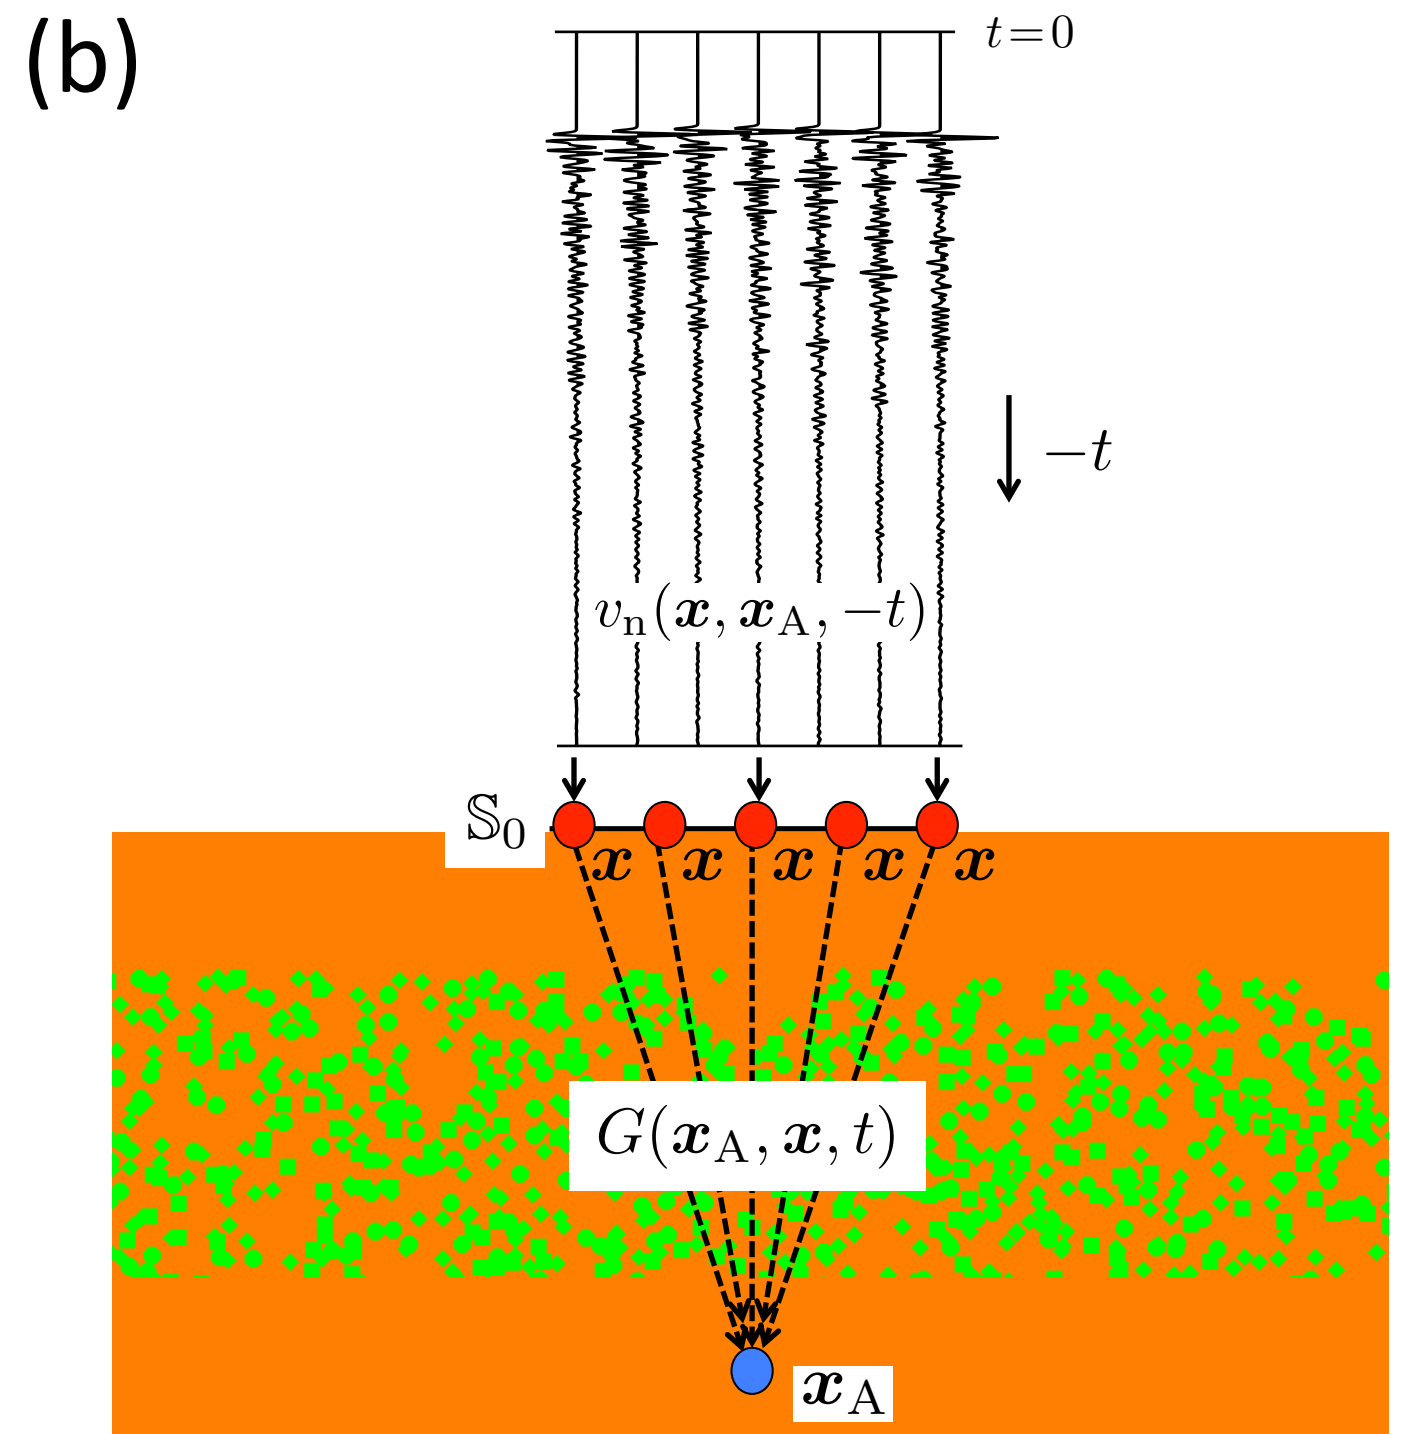 (b)
t=0
−t
v_n(x, x_A, −t)
𝕊_0
x x x x x
G(x_A, x, t)
x_A